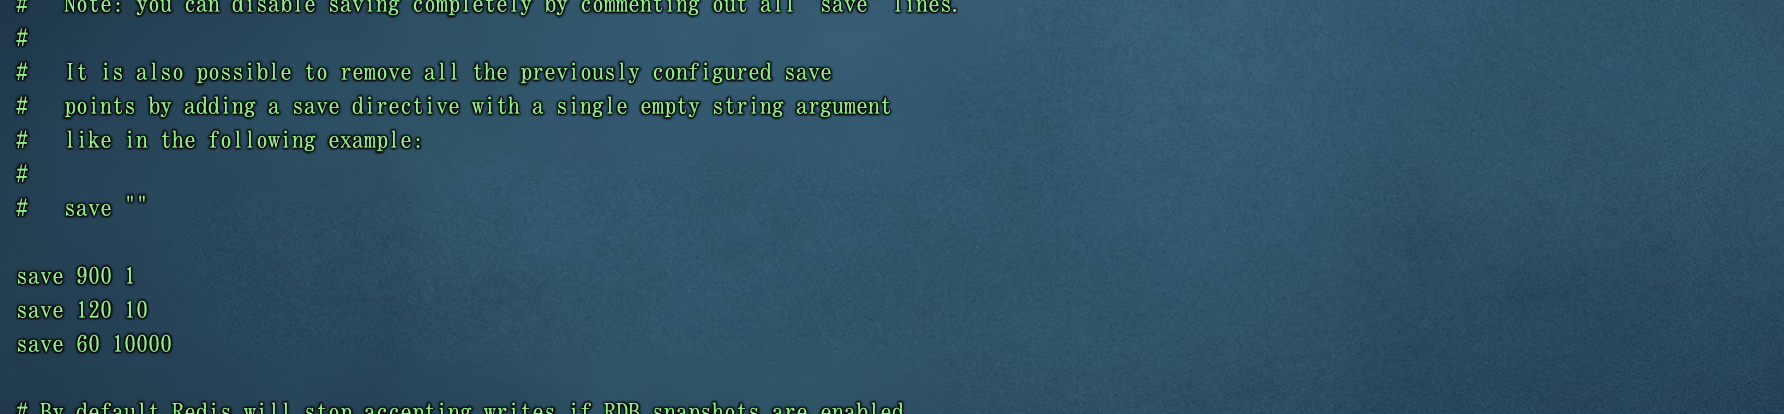 #   Note: you can disable saving completely by commenting out all "save" lines.
#
#   It is also possible to remove all the previously configured save
#   points by adding a save directive with a single empty string argument
#   like in the following example:
#
#   save ""
save 900 1
save 120 10
save 60 10000
# By default Redis will stop accepting writes if RDB snapshots are enabled